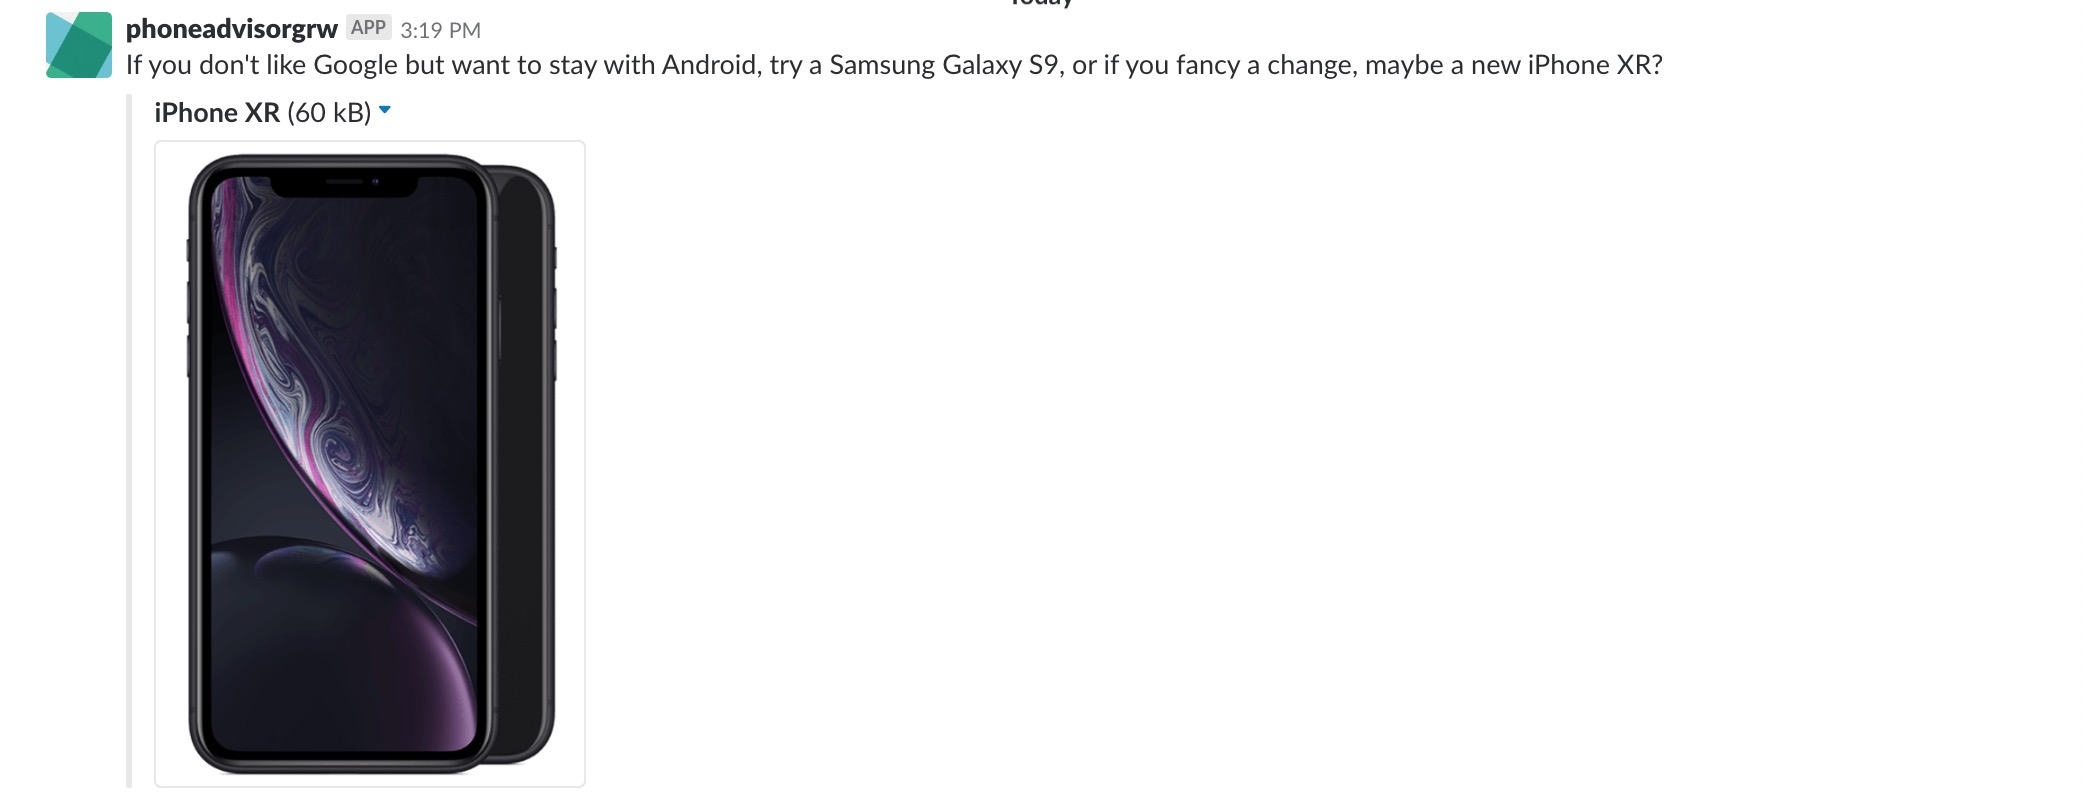 Today
phoneadvisorgrw APP 3:19 PM
If you don't like Google but want to stay with Android, try a Samsung Galaxy S9, or if you fancy a change, maybe a new iPhone XR?
iPhone XR (60 kB)